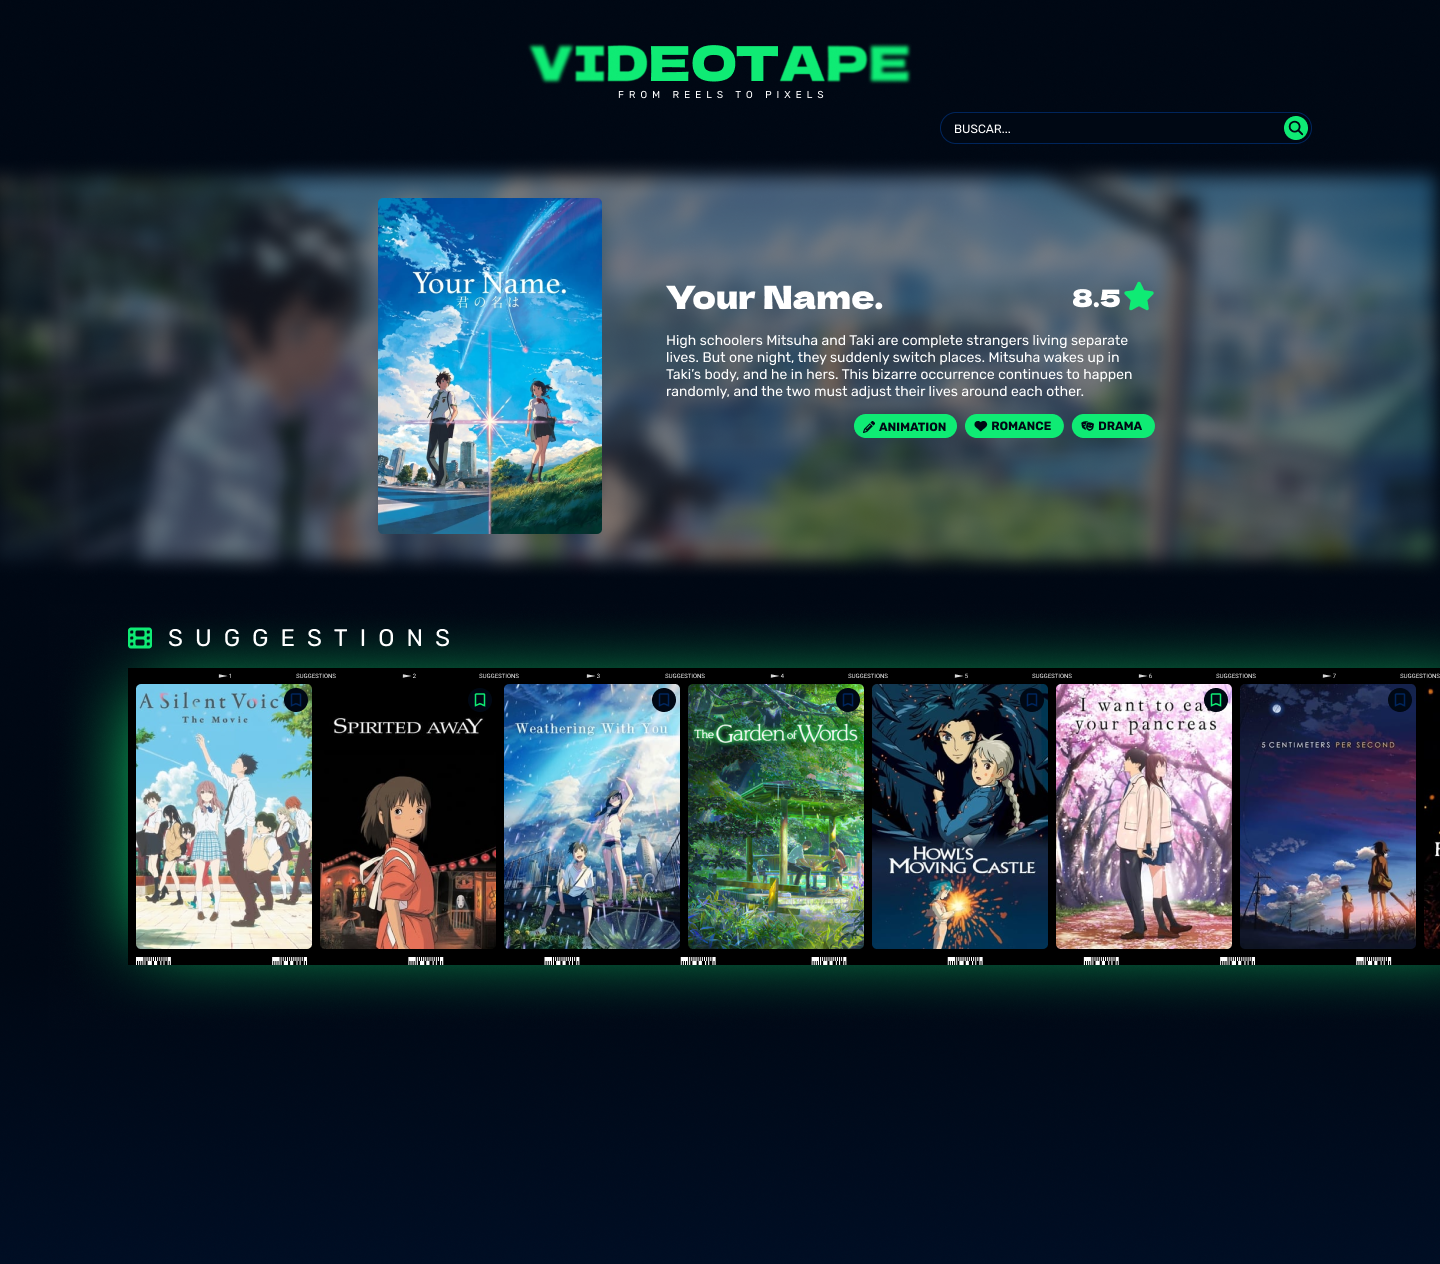 VIDEOTAPE
FROM REELS TO PIXELS
BUSCAR...
Your Name.
君の名は
Your Name.
8.5
High schoolers Mitsuha and Taki are complete strangers living separate
lives. But one night, they suddenly switch places. Mitsuha wakes up in
Taki's body, and he in hers. This bizarre occurrence continues to happen
randomly, and the two must adjust their lives around each other.
ANIMATION
ROMANCE
DRAMA
SUGGESTIONS
1 SUGGESTIONS 2 SUGGESTIONS 3 SUGGESTIONS 4 SUGGESTIONS 5 SUGGESTIONS 6 SUGGESTIONS 7 SUGGESTIONS
A Silent Voic
The Movie
SPIRITED AWAY
Weathering With You
The Garden of Words
HOWL'S
MOVING CASTLE
I want to ea
your pancreas
5 CENTIMETERS PER SECOND